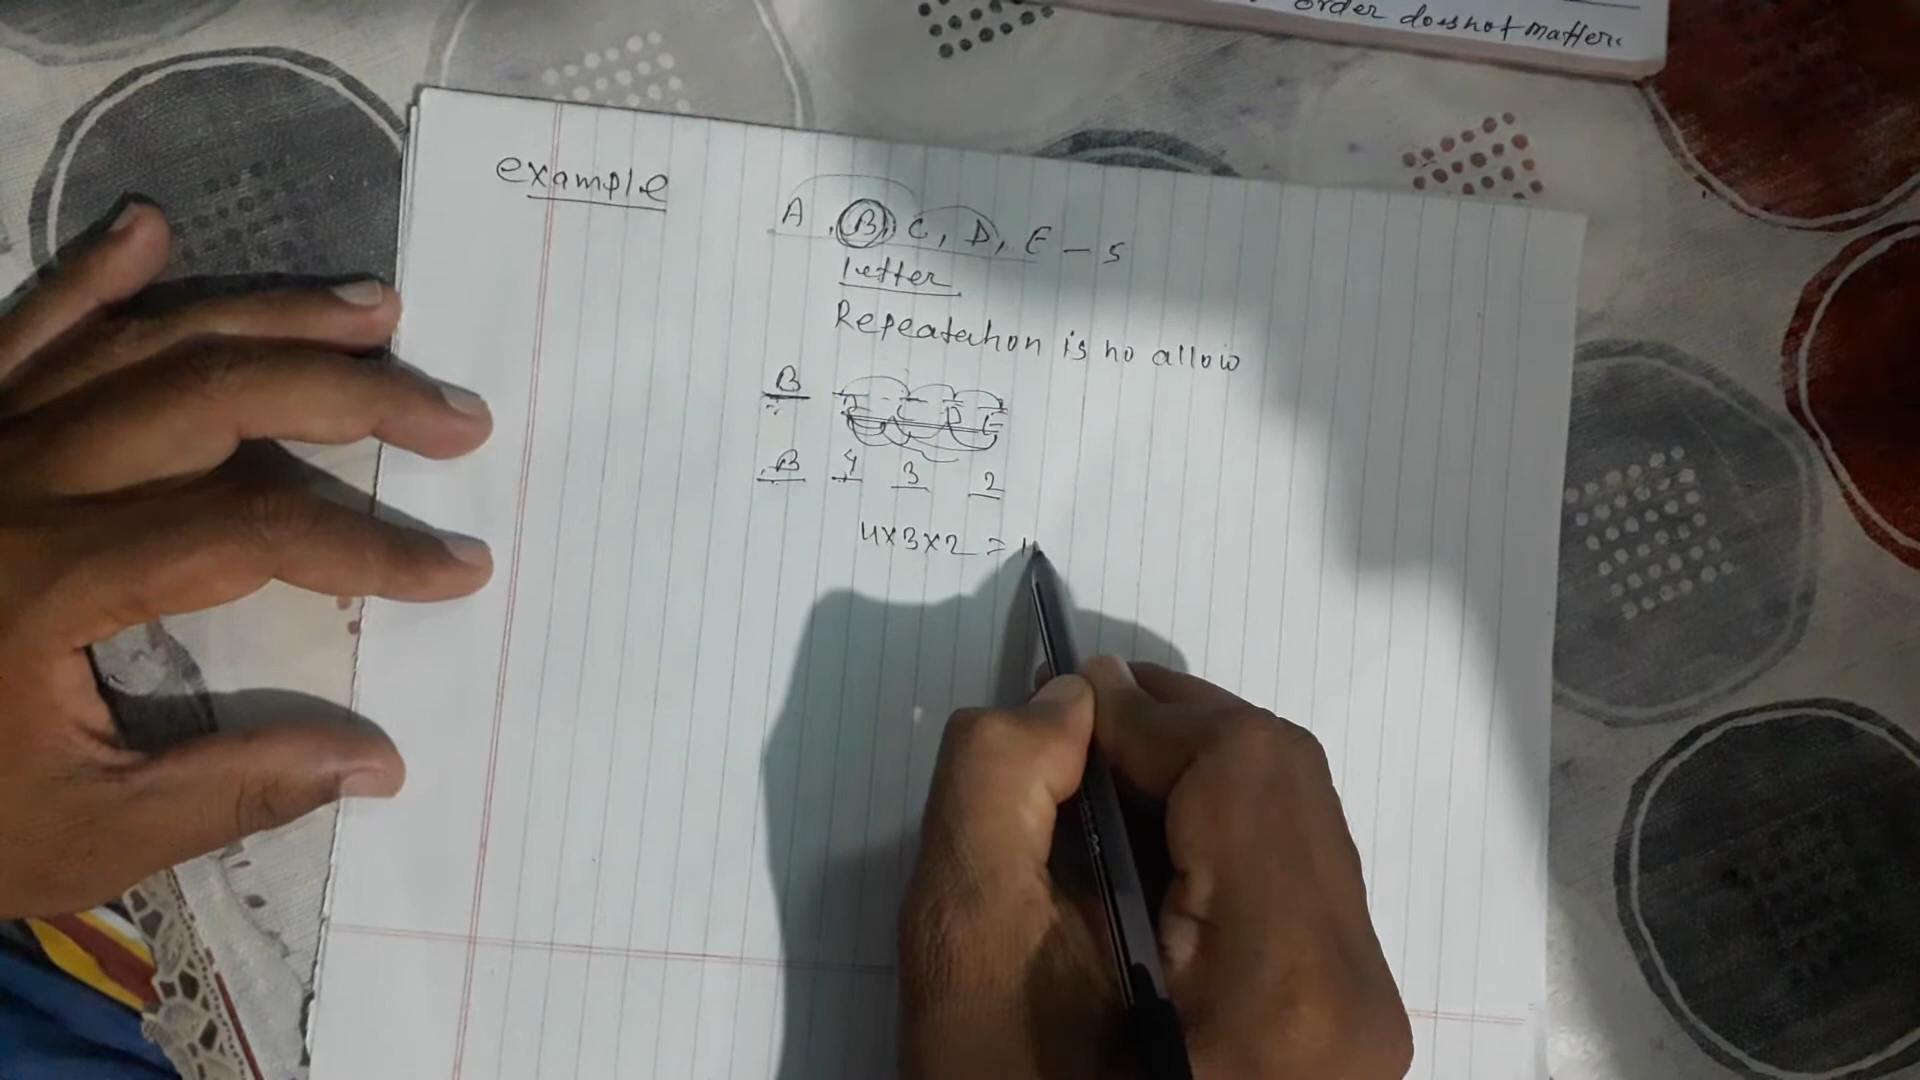 order does not matter.
example
A, B, C, D, E – 5
letter
Repeatation is no allow
B
A C D E
B 4 3 2
4×3×2 =